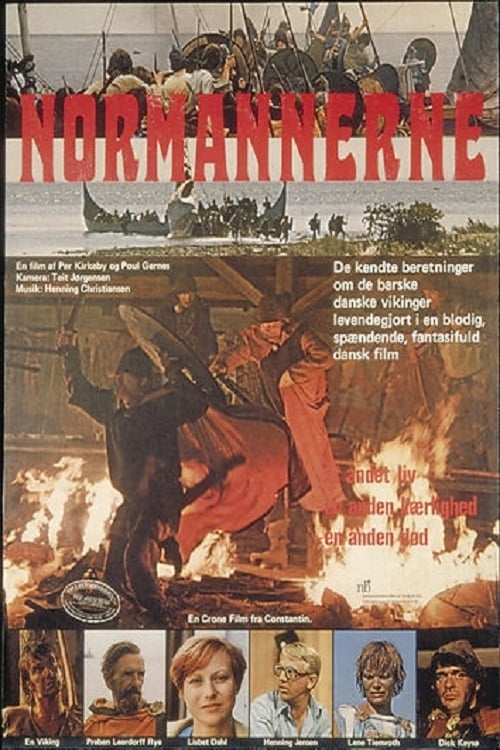 NORMANNERNE
En film af Per Kirkeby og Poul Gernes
Kamera: Teit Jørgensen
Musik: Henning Christiansen
De kendte beretninger
om de barske
danske vikinger
levendegjort i en blodig,
spændende, fantasifuld
dansk film
andet liv
en anden kærlighed
en anden død
En Crone Film fra Constantin.
En Viking
Preben Leerdorff Rye
Lisbet Dahl
Henning Jensen
Lene Tiemroth
Dick Kaysø